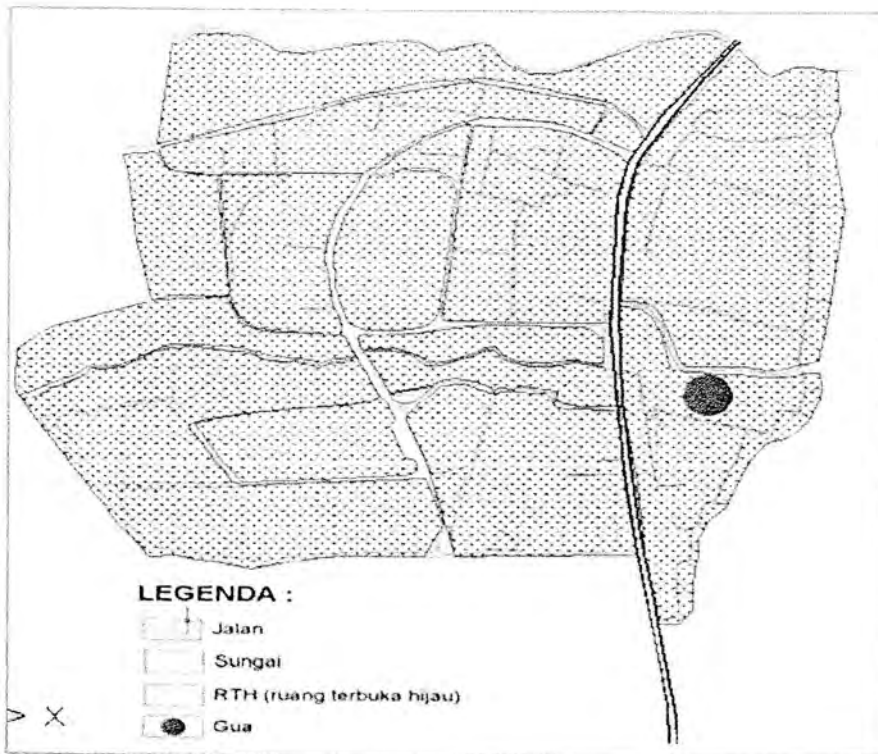 LEGENDA :
Jalan
Sungai
RTH (ruang terbuka hijau)
Gua
> X